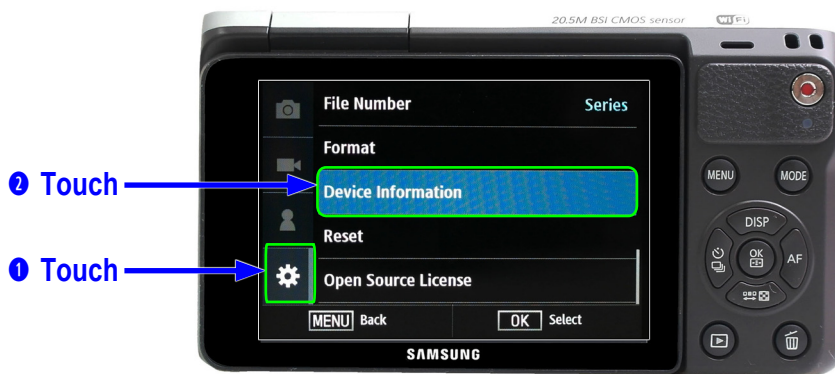 20.5M BSI CMOS sensor
Wi Fi
File Number Series
Format
❷ Touch
Device Information
Reset
❶ Touch
Open Source License
MENU Back OK Select
SAMSUNG
MENU MODE
DISP
OK
AF